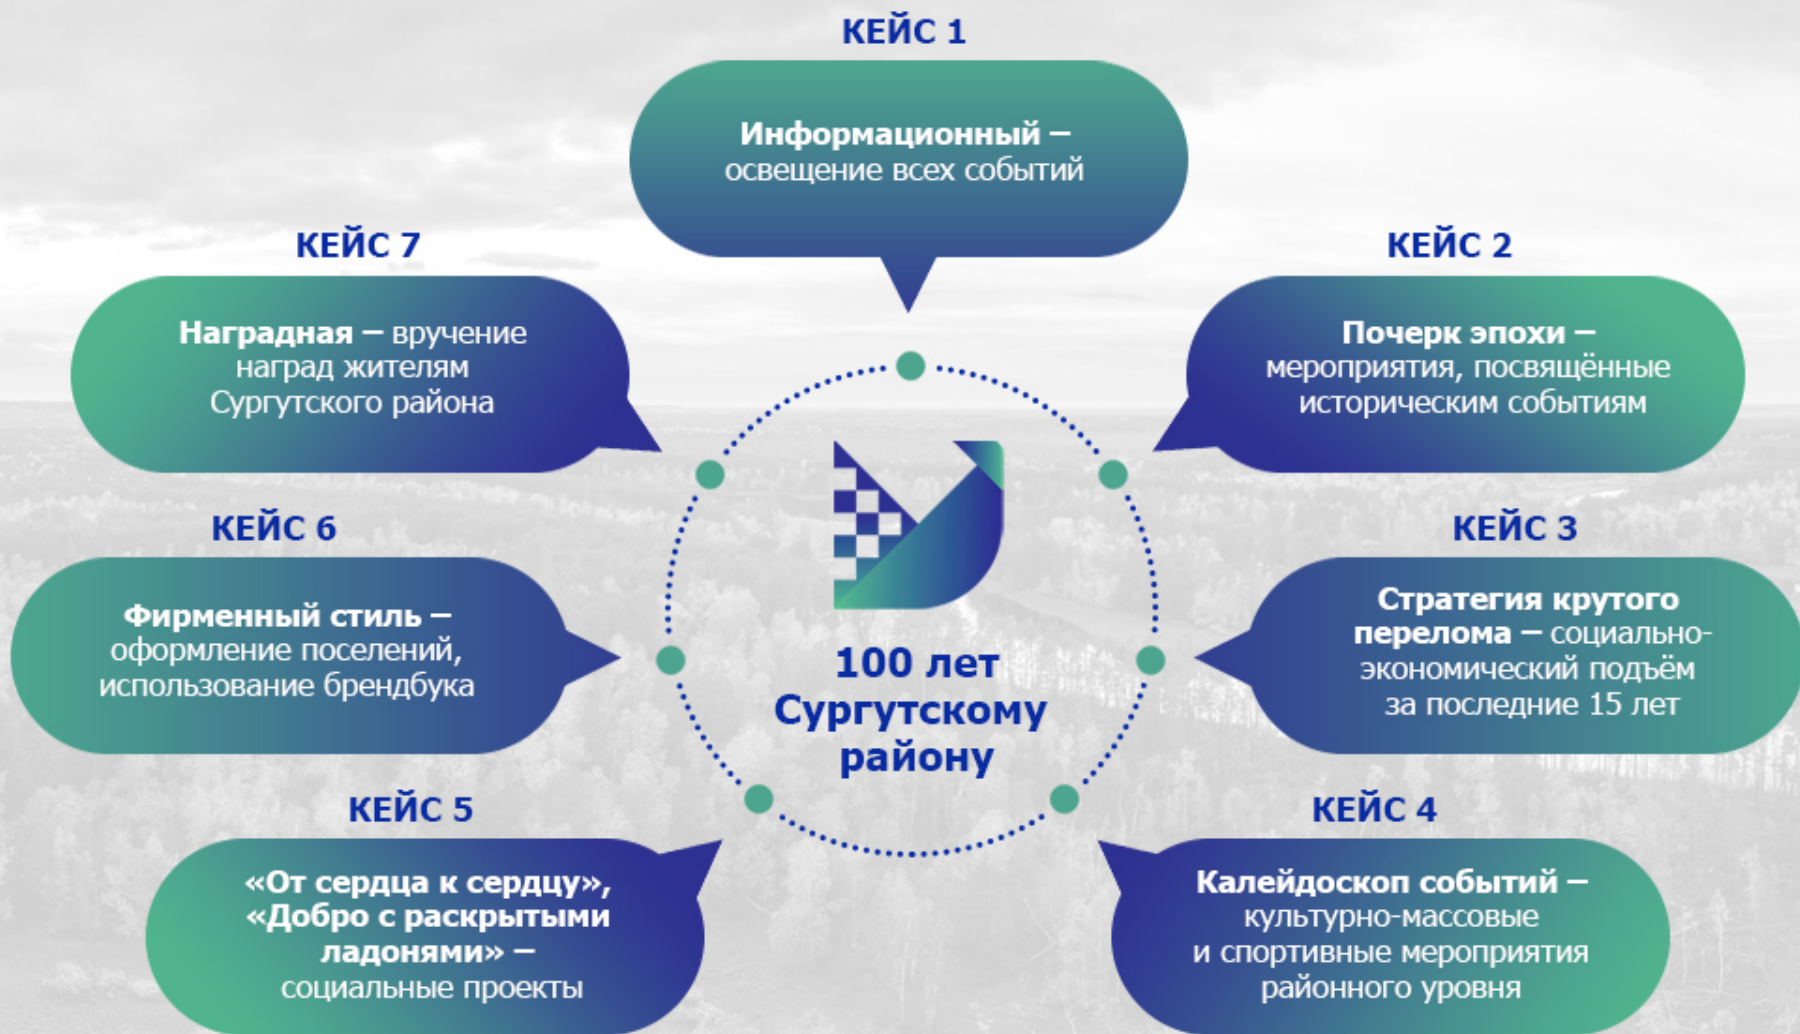 КЕЙС 1
Информационный –
освещение всех событий
КЕЙС 2
Почерк эпохи –
мероприятия, посвящённые
историческим событиям
КЕЙС 3
Стратегия крутого
перелома – социально-
экономический подъём
за последние 15 лет
КЕЙС 4
Калейдоскоп событий –
культурно-массовые
и спортивные мероприятия
районного уровня
КЕЙС 5
«От сердца к сердцу»,
«Добро с раскрытыми
ладонями» –
социальные проекты
КЕЙС 6
Фирменный стиль –
оформление поселений,
использование брендбука
КЕЙС 7
Наградная – вручение
наград жителям
Сургутского района
100 лет
Сургутскому
району